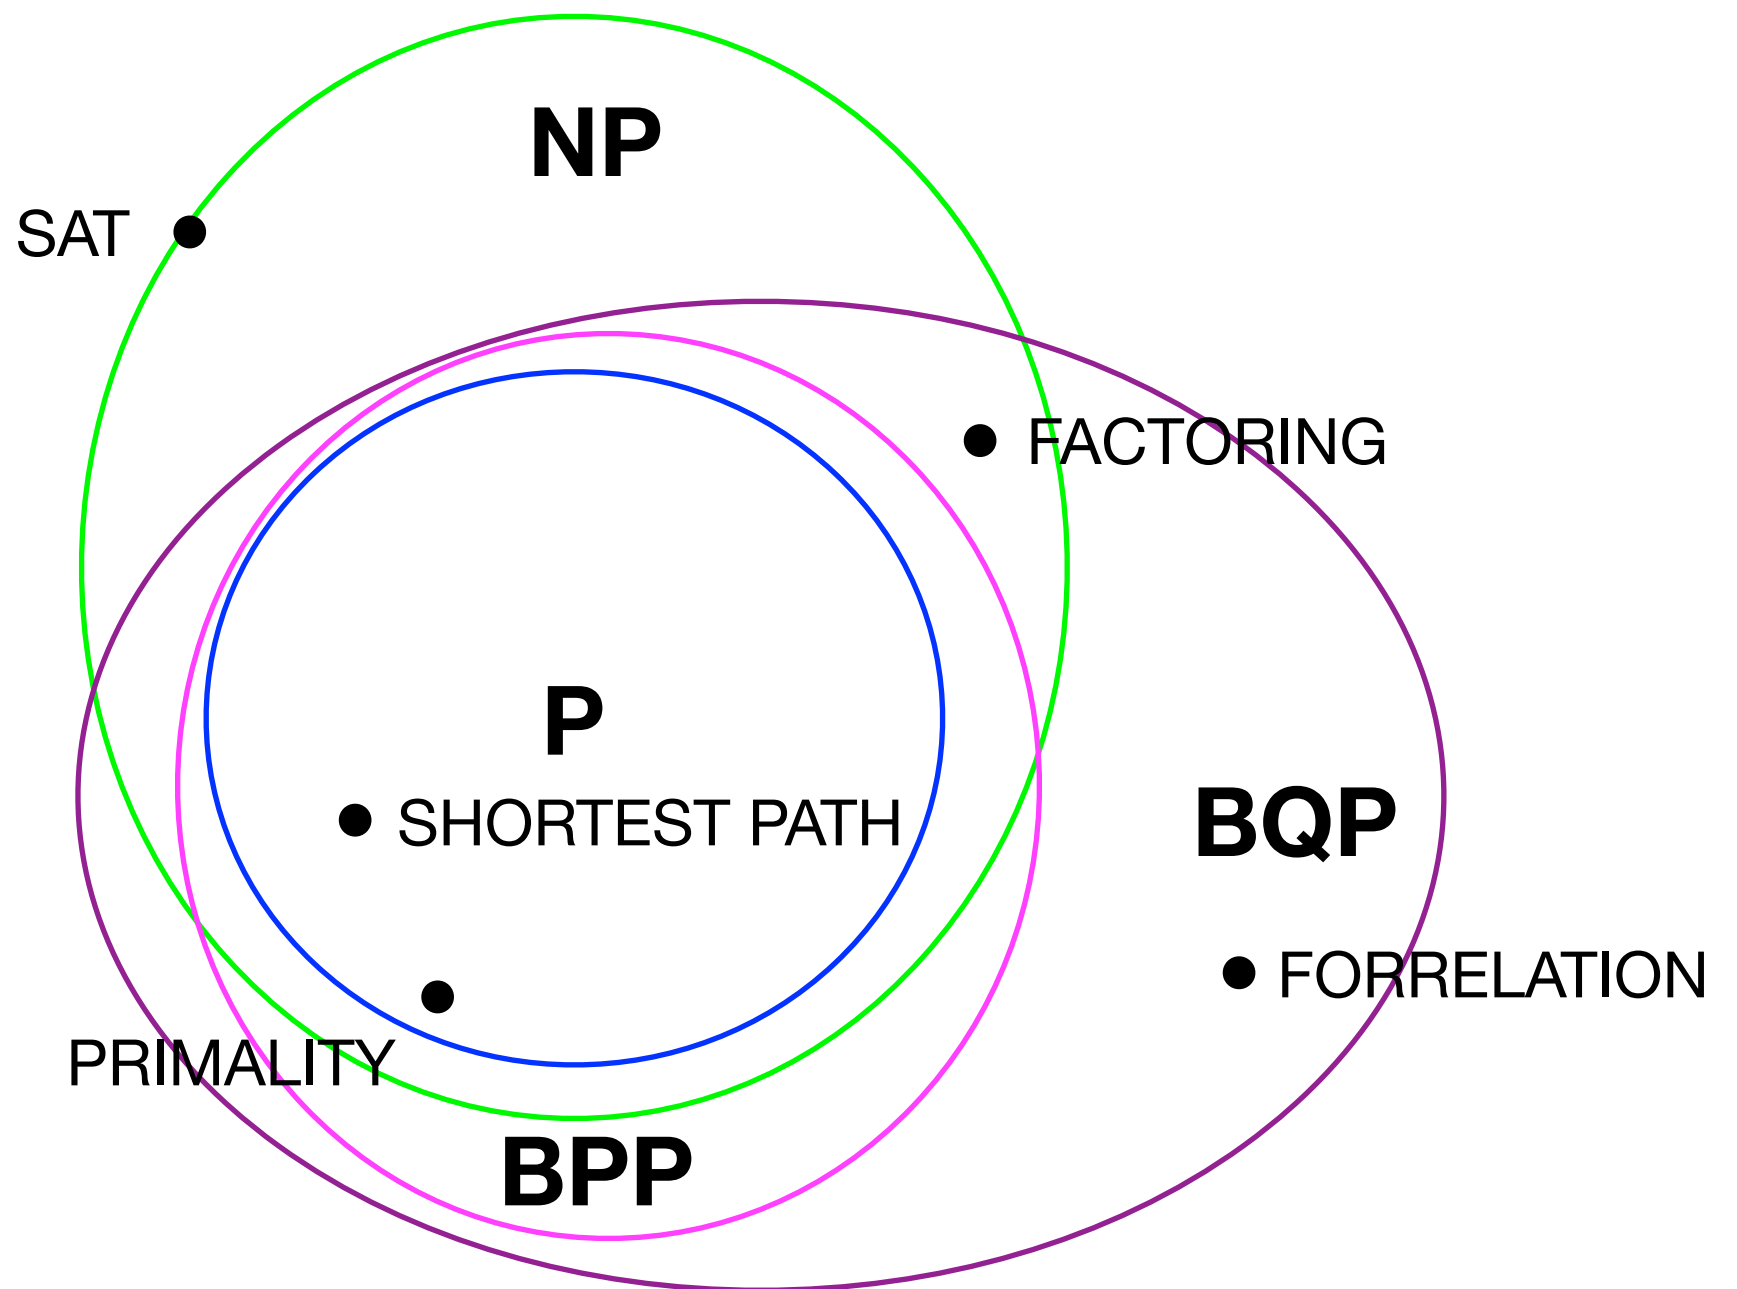 NP
SAT
FACTORING
P
SHORTEST PATH
BQP
FORRELATION
PRIMALITY
BPP